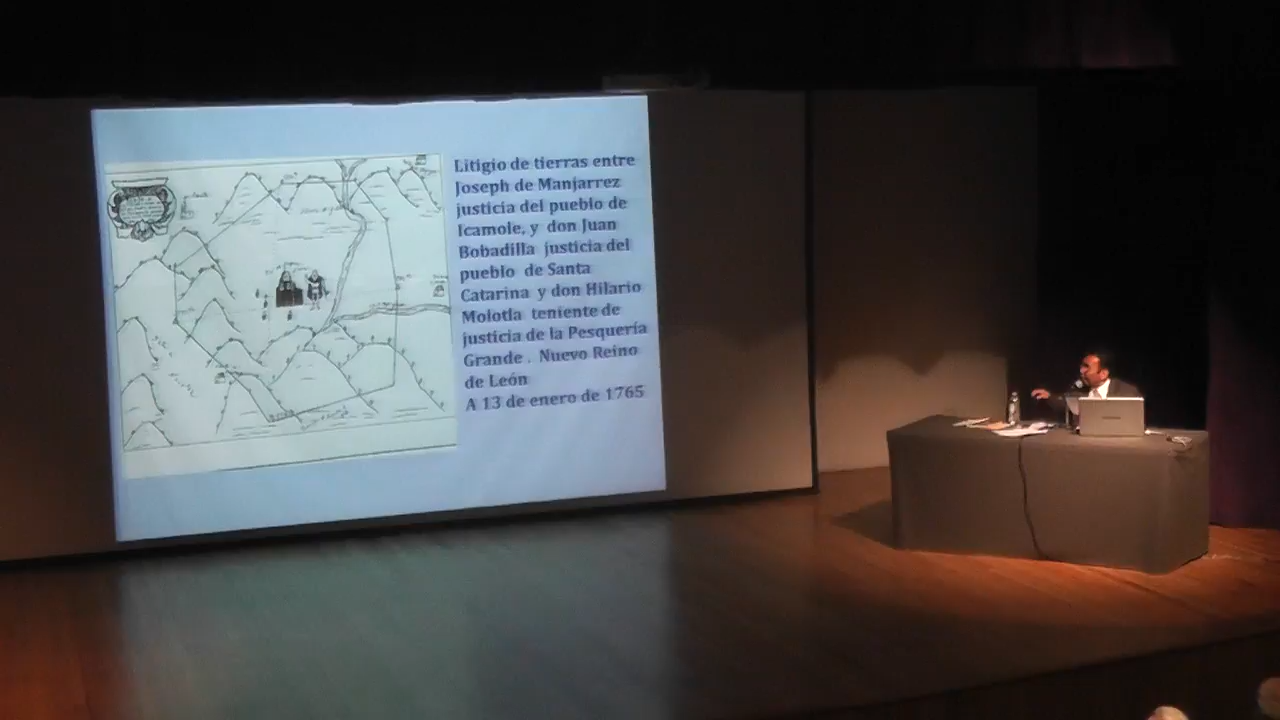 Litigio de tierras entre
Joseph de Manjarrez
justicia del pueblo de
Icamole, y don Juan
Bobadilla justicia del
pueblo de Santa
Catarina y don Hilario
Molotla teniente de
justicia de la Pesquería
Grande . Nuevo Reino
de León
A 13 de enero de 1765